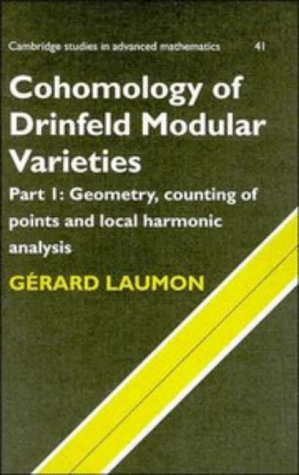 Cambridge studies in advanced mathematics 41
Cohomology of
Drinfeld Modular
Varieties
Part 1: Geometry, counting of
points and local harmonic
analysis
GÉRARD LAUMON